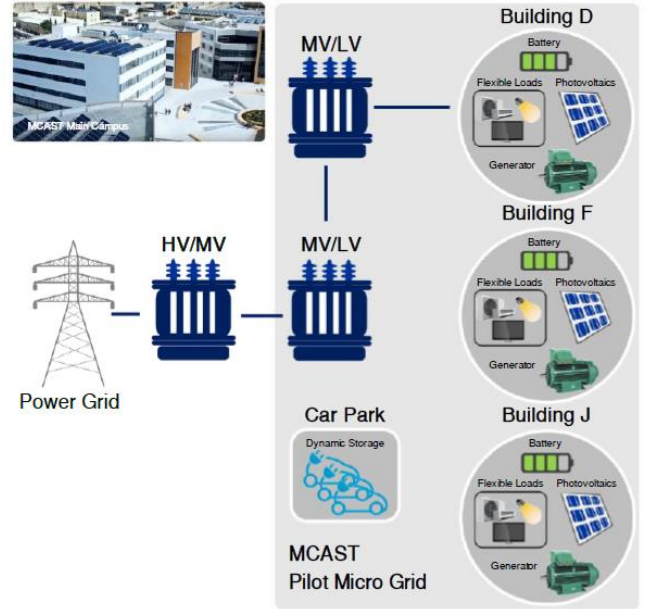 MCAST Main Campus
Power Grid
HV/MV
MV/LV
MV/LV
Building D
Battery
Flexible Loads Photovoltaics
Generator
Building F
Battery
Flexible Loads Photovoltaics
Generator
Building J
Battery
Flexible Loads Photovoltaics
Generator
Car Park
Dynamic Storage
MCAST
Pilot Micro Grid